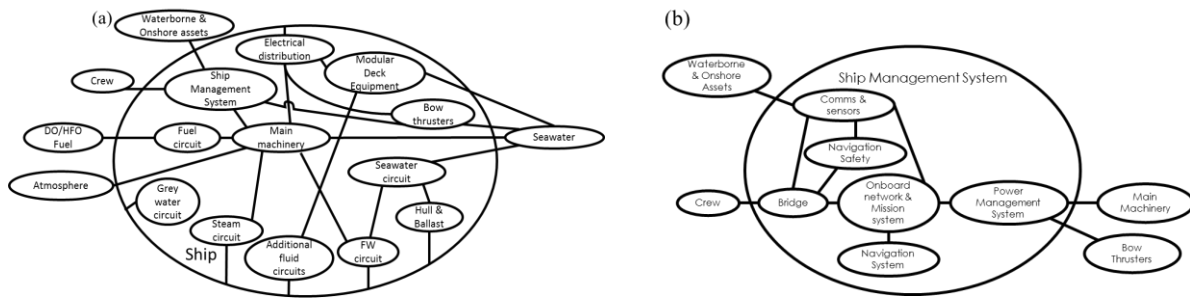 (a)
Waterborne &
Onshore assets
Electrical
distribution
Modular
Deck
Equipment
Crew
Ship
Management
System
Bow
thrusters
DO/HFO
Fuel
Fuel
circuit
Main
machinery
Seawater
Atmosphere
Seawater
circuit
Grey
water
circuit
Steam
circuit
Hull &
Ballast
Ship
Additional
fluid
circuits
FW
circuit
(b)
Waterborne
& Onshore
Assets
Ship Management System
Comms &
sensors
Navigation
Safety
Crew
Bridge
Onboard
network &
Mission
system
Power
Management
System
Main
Machinery
Navigation
System
Bow
Thrusters